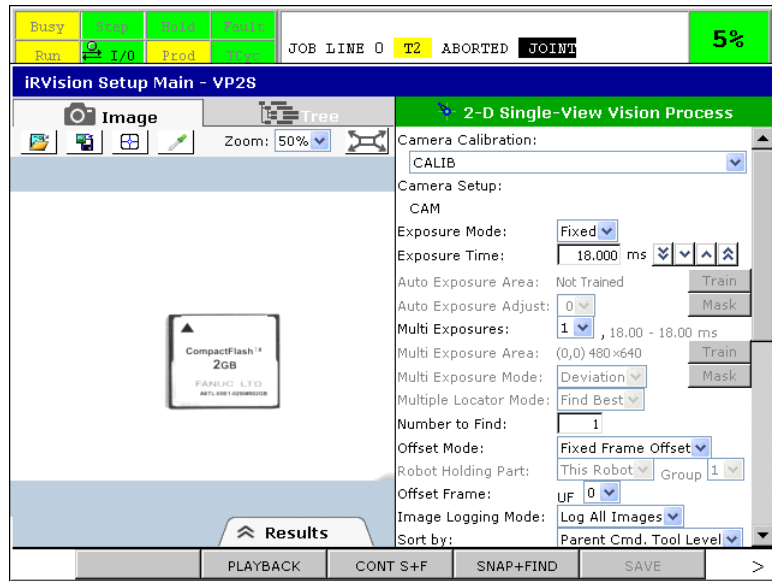 Busy Step Hold Fault
Run I/O Prod TCyc
JOB LINE 0 T2 ABORTED JOINT
5%
iRVision Setup Main - VP2S
Image Tree
Zoom: 50%
CompactFlash™
2GB
FANUC LTD
2-D Single-View Vision Process
Camera Calibration:
CALIB
Camera Setup:
CAM
Exposure Mode: Fixed
Exposure Time: 18.000 ms
Auto Exposure Area: Not Trained Train
Auto Exposure Adjust: 0 Mask
Multi Exposures: 1 , 18.00 - 18.00 ms
Multi Exposure Area: (0,0) 480×640 Train
Multi Exposure Mode: Deviation Mask
Multiple Locator Mode: Find Best
Number to Find: 1
Offset Mode: Fixed Frame Offset
Robot Holding Part: This Robot Group 1
Offset Frame: UF 0
Image Logging Mode: Log All Images
Sort by: Parent Cmd. Tool Level
Results
PLAYBACK CONT S+F SNAP+FIND SAVE >